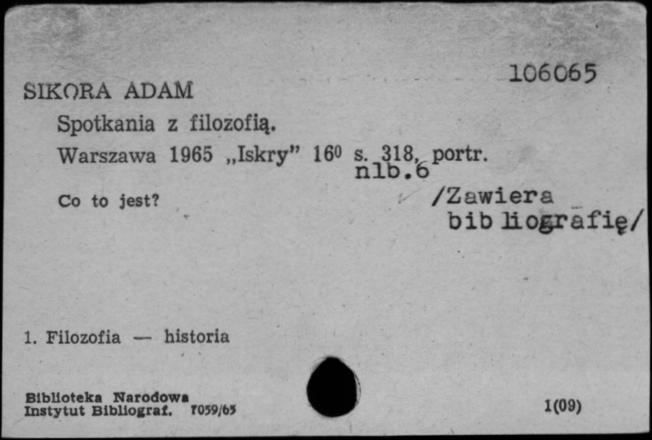 106065
SIKORA ADAM
Spotkania z filozofią.
Warszawa 1965 „Iskry” 16⁰ s. 318, portr.
nlb.6
Co to jest? /Zawiera
bibliografię/
1. Filozofia — historia
Biblioteka Narodowa
Instytut Bibliograf. T059/65 1(09)